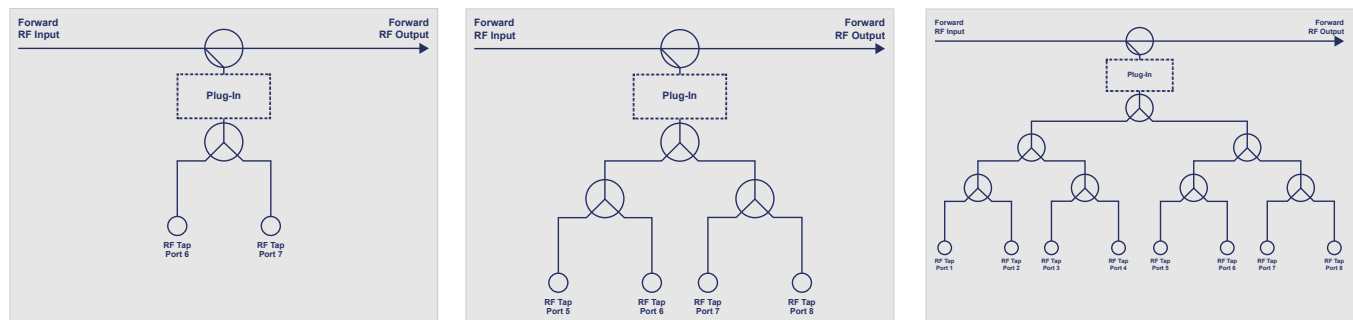 Forward
RF Input
Forward
RF Output
Plug-In
RF Tap
Port 6
RF Tap
Port 7
Forward
RF Input
Forward
RF Output
Plug-In
RF Tap
Port 5
RF Tap
Port 6
RF Tap
Port 7
RF Tap
Port 8
Forward
RF Input
Forward
RF Output
Plug-In
RF Tap
Port 1
RF Tap
Port 2
RF Tap
Port 3
RF Tap
Port 4
RF Tap
Port 5
RF Tap
Port 6
RF Tap
Port 7
RF Tap
Port 8